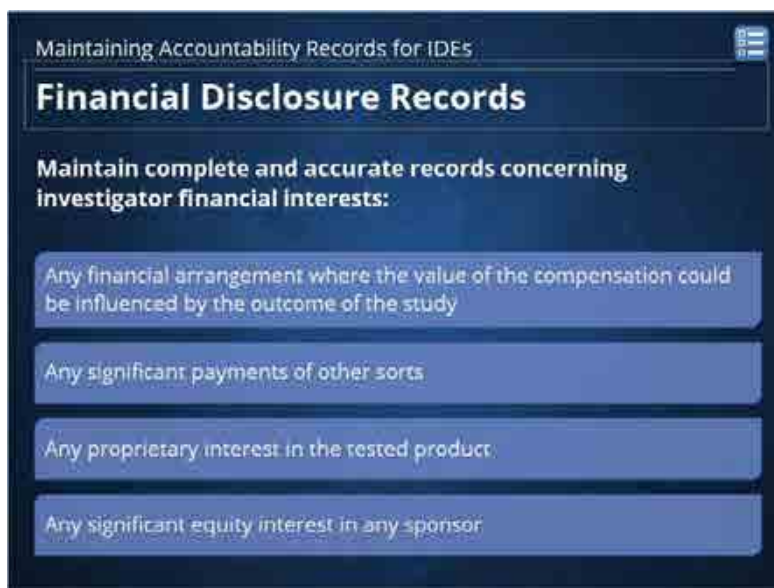 Maintaining Accountability Records for IDEs
Financial Disclosure Records
Maintain complete and accurate records concerning
investigator financial interests:
Any financial arrangement where the value of the compensation could
be influenced by the outcome of the study
Any significant payments of other sorts
Any proprietary interest in the tested product
Any significant equity interest in any sponsor